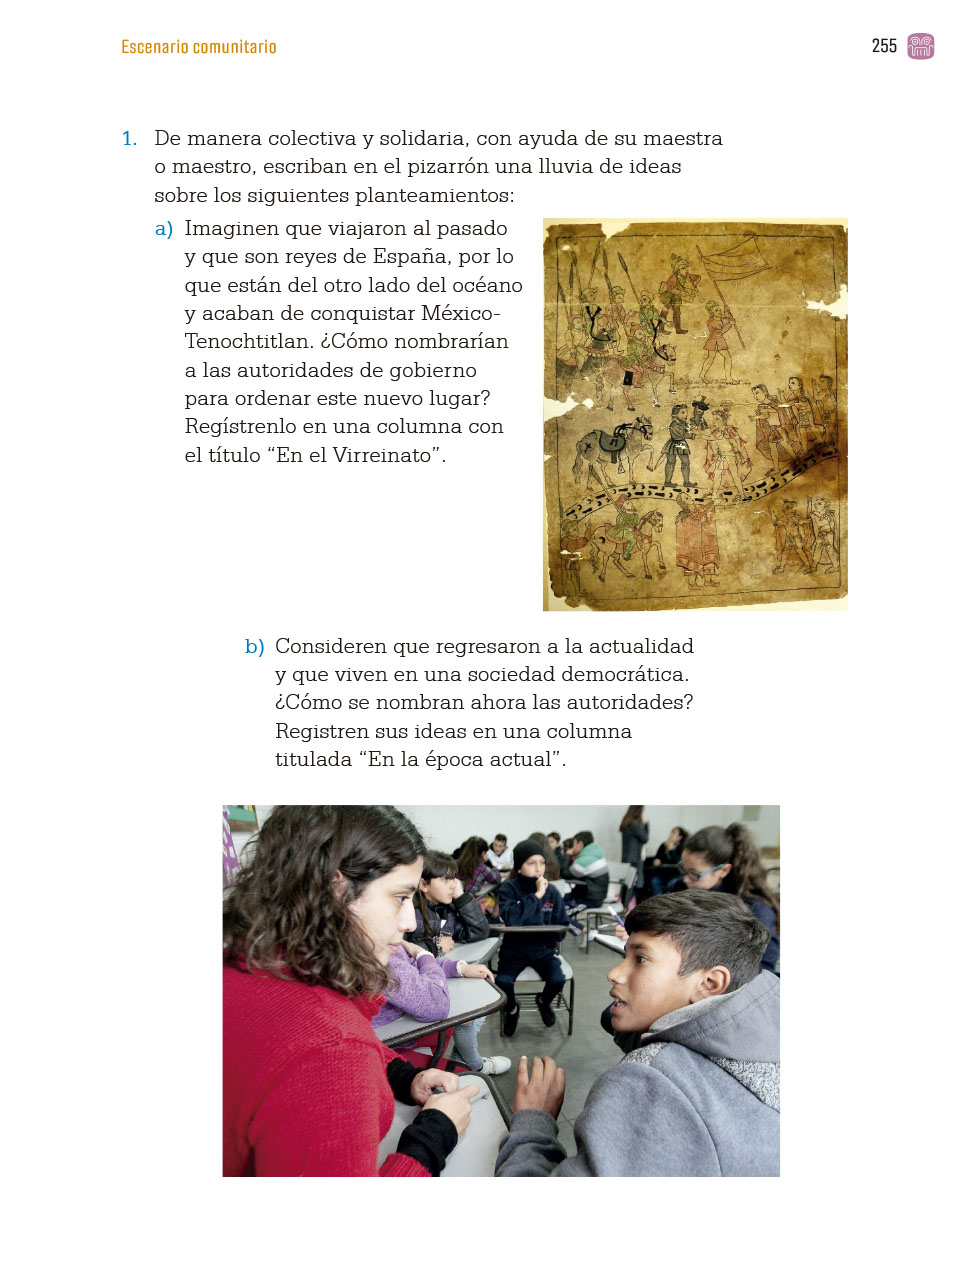 Escenario comunitario
255
1. De manera colectiva y solidaria, con ayuda de su maestra
o maestro, escriban en el pizarrón una lluvia de ideas
sobre los siguientes planteamientos:
a) Imaginen que viajaron al pasado
y que son reyes de España, por lo
que están del otro lado del océano
y acaban de conquistar México-
Tenochtitlan. ¿Cómo nombrarían
a las autoridades de gobierno
para ordenar este nuevo lugar?
Regístrenlo en una columna con
el título “En el Virreinato”.
b) Consideren que regresaron a la actualidad
y que viven en una sociedad democrática.
¿Cómo se nombran ahora las autoridades?
Registren sus ideas en una columna
titulada “En la época actual”.